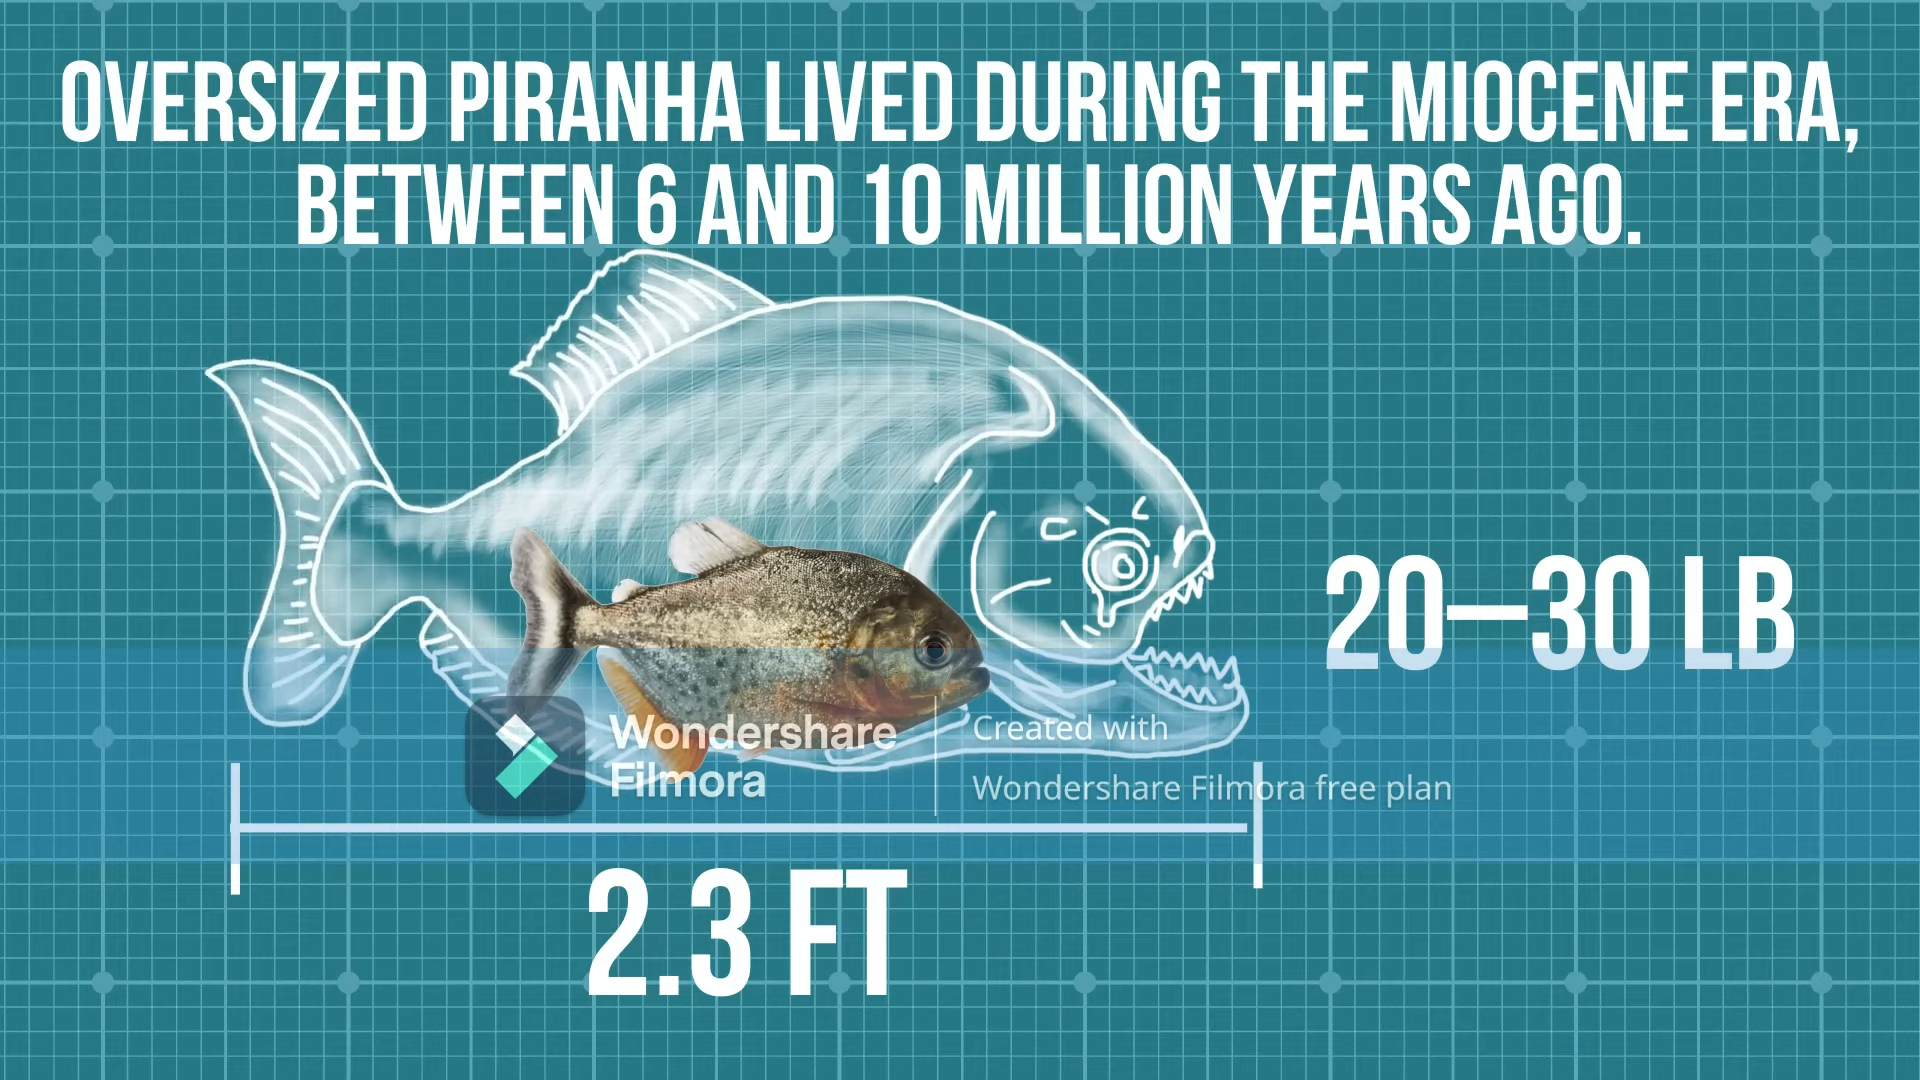 OVERSIZED PIRANHA LIVED DURING THE MIOCENE ERA,
BETWEEN 6 AND 10 MILLION YEARS AGO.
20–30 LB
Wondershare
Filmora
Created with
Wondershare Filmora free plan
2.3 FT